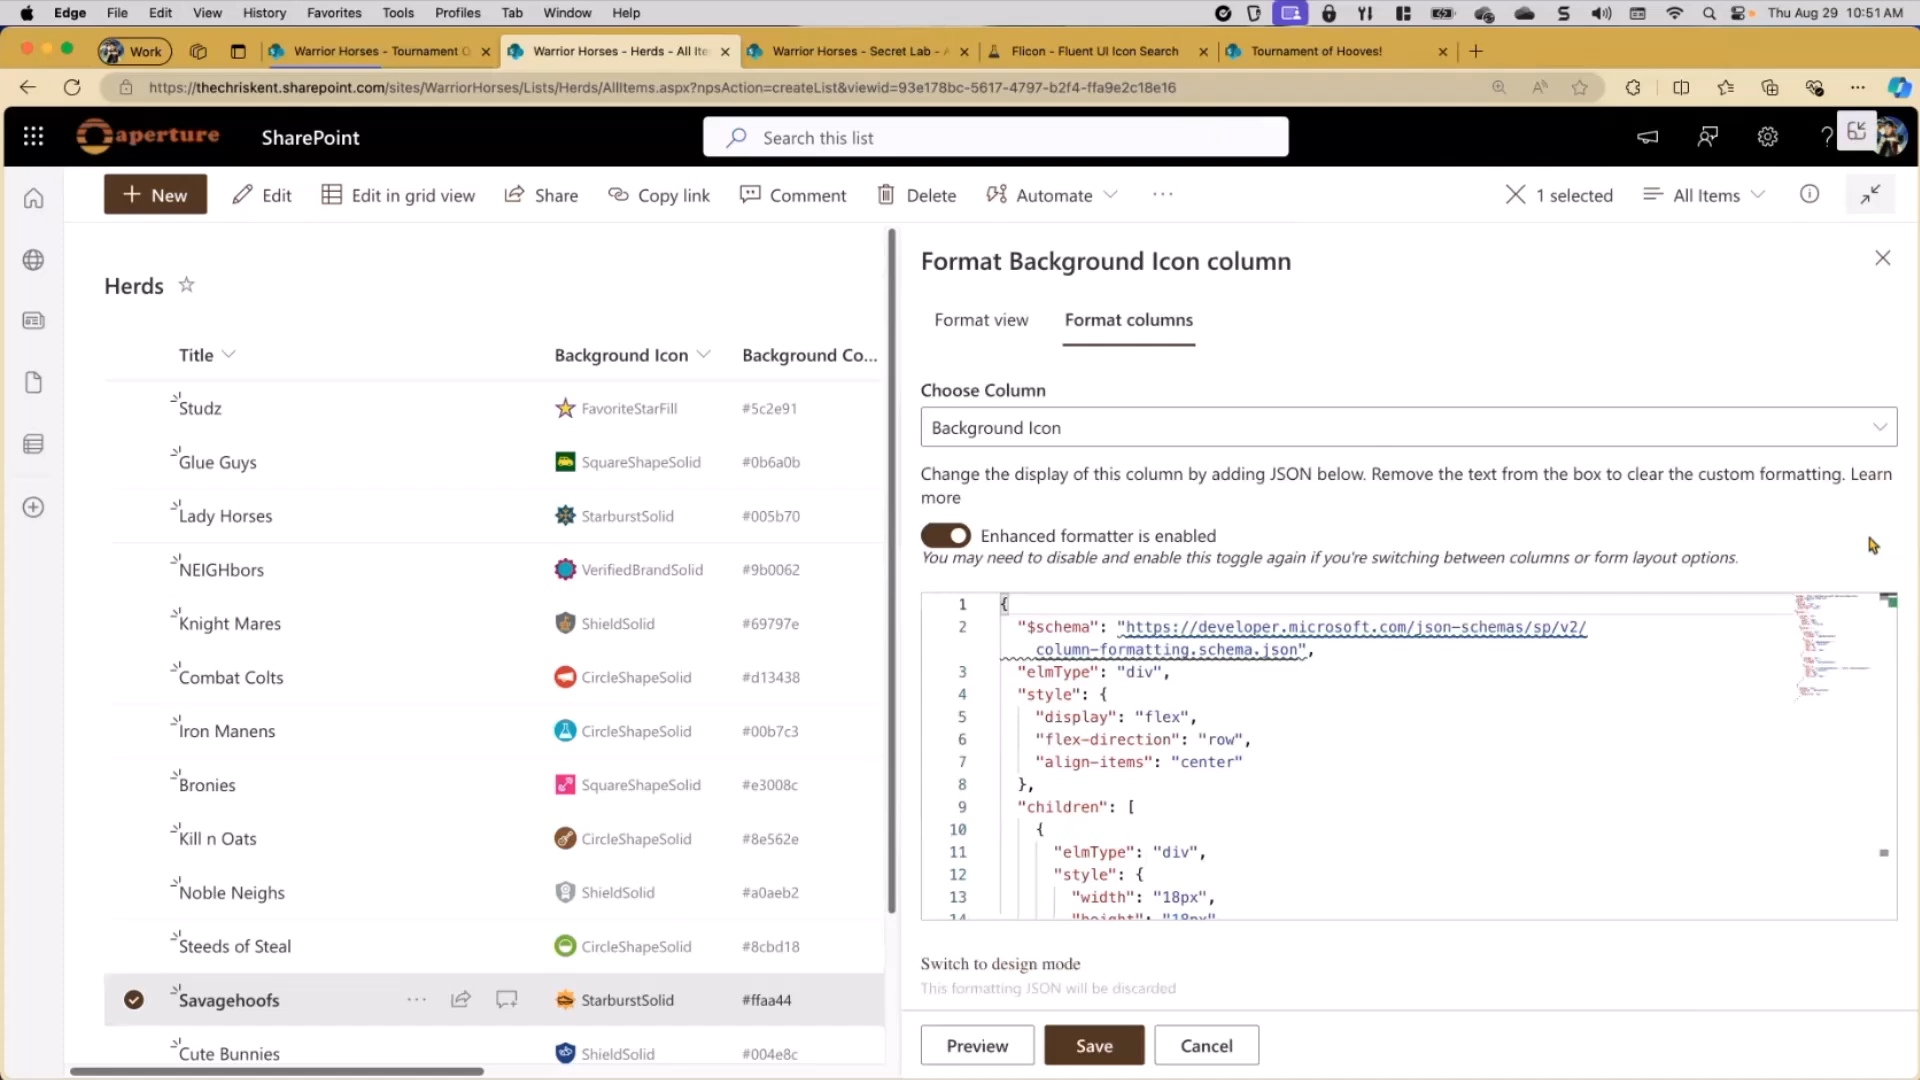 Edge File Edit View History Favorites Tools Profiles Tab Window Help Thu Aug 29 10:51 AM
Work Warrior Horses - Tournament O Warrior Horses - Herds - All Ite Warrior Horses - Secret Lab - Flicon - Fluent UI Icon Search Tournament of Hooves!
https://thechriskent.sharepoint.com/sites/WarriorHorses/Lists/Herds/AllItems.aspx?npsAction=createList&viewid=93e178bc-5617-4797-b2f4-ffa9e2c18e16
aperture SharePoint Search this list
New Edit Edit in grid view Share Copy link Comment Delete Automate 1 selected All Items
Herds
Title Background Icon Background Co...
Studz FavoriteStarFill #5c2e91
Glue Guys SquareShapeSolid #0b6a0b
Lady Horses StarburstSolid #005b70
NEIGHbors VerifiedBrandSolid #9b0062
Knight Mares ShieldSolid #69797e
Combat Colts CircleShapeSolid #d13438
Iron Manens CircleShapeSolid #00b7c3
Bronies SquareShapeSolid #e3008c
Kill n Oats CircleShapeSolid #8e562e
Noble Neighs ShieldSolid #a0aeb2
Steeds of Steal CircleShapeSolid #8cbd18
Savagehoofs StarburstSolid #ffaa44
Cute Bunnies ShieldSolid #004e8c
Format Background Icon column
Format view Format columns
Choose Column
Background Icon
Change the display of this column by adding JSON below. Remove the text from the box to clear the custom formatting. Learn
more
Enhanced formatter is enabled
You may need to disable and enable this toggle again if you're switching between columns or form layout options.
1 {
2 "$schema": "https://developer.microsoft.com/json-schemas/sp/v2/
column-formatting.schema.json",
3 "elmType": "div",
4 "style": {
5 "display": "flex",
6 "flex-direction": "row",
7 "align-items": "center"
8 },
9 "children": [
10 {
11 "elmType": "div",
12 "style": {
13 "width": "18px",
14 "height": "18px"
Switch to design mode
This formatting JSON will be discarded
Preview Save Cancel